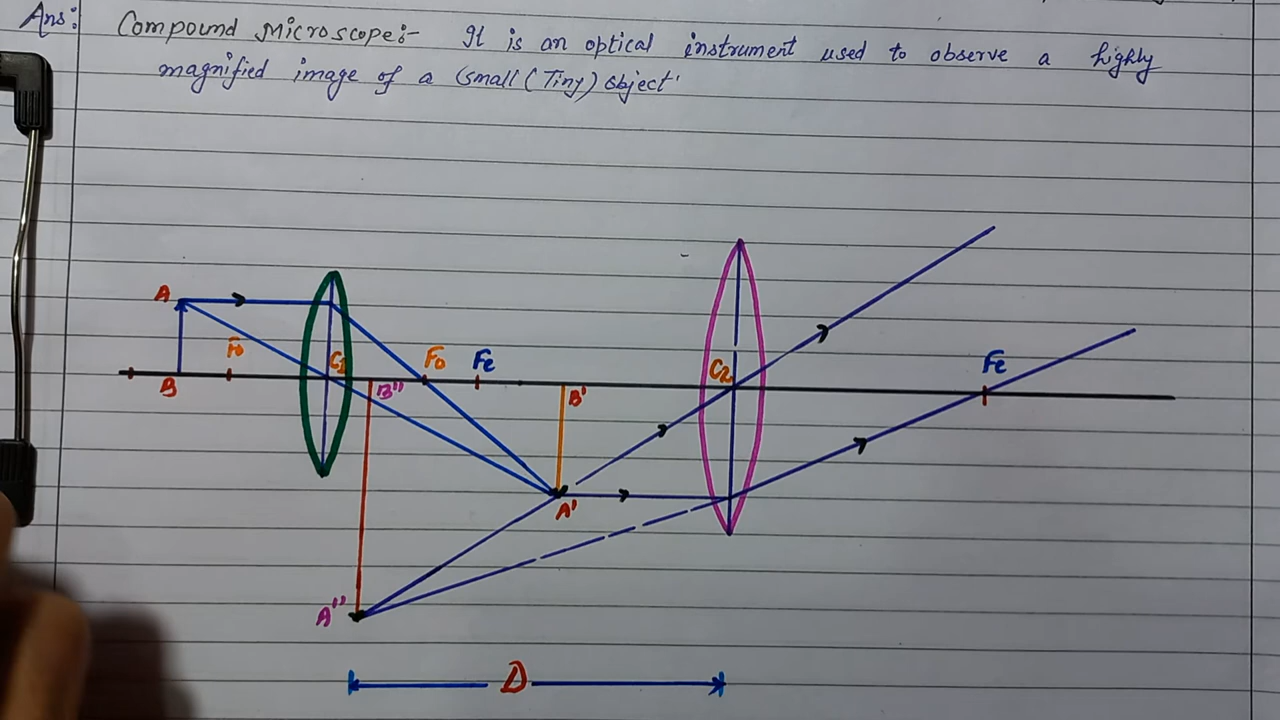 Ans:
Compound Microscope:- It is an optical instrument used to observe a highly
magnified image of a small (Tiny) object'
A
Fo
C1
Fo
Fe
C2
Fe
B
B''
B'
A'
A''
D